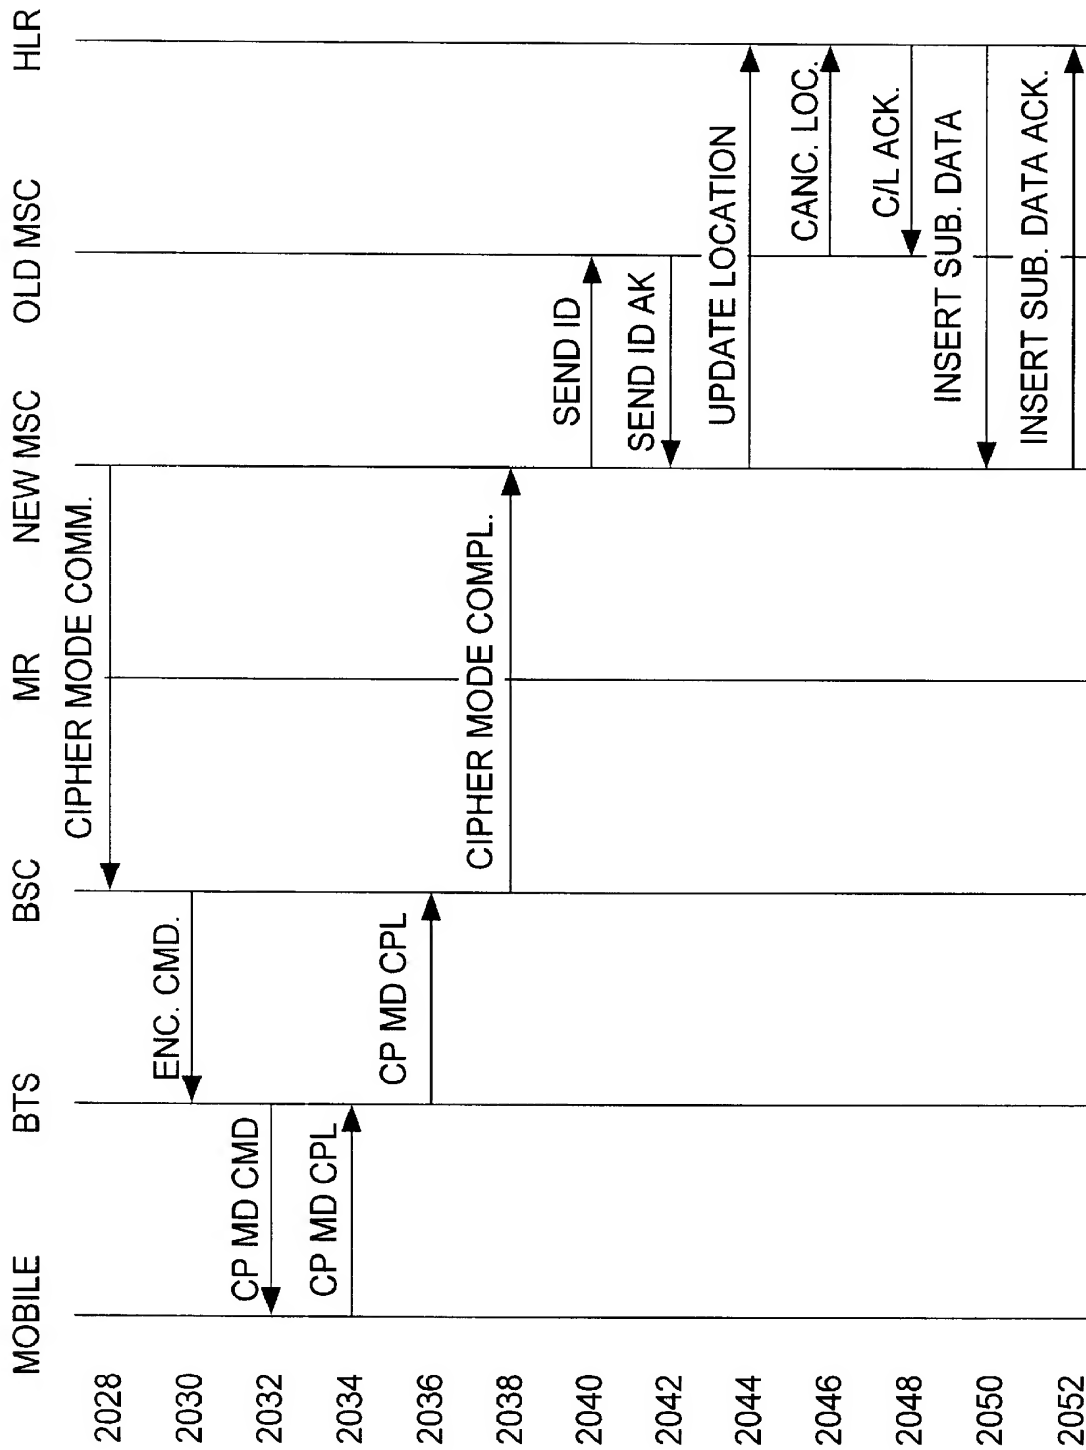 MOBILE
BTS
BSC
MR
NEW MSC
OLD MSC
HLR
2028
CIPHER MODE COMM.
2030
ENC. CMD.
2032
CP MD CMD
2034
CP MD CPL
2036
CP MD CPL
2038
CIPHER MODE COMPL.
2040
SEND ID
2042
SEND ID AK
2044
UPDATE LOCATION
2046
CANC. LOC.
2048
C/L ACK.
2050
INSERT SUB. DATA
2052
INSERT SUB. DATA ACK.